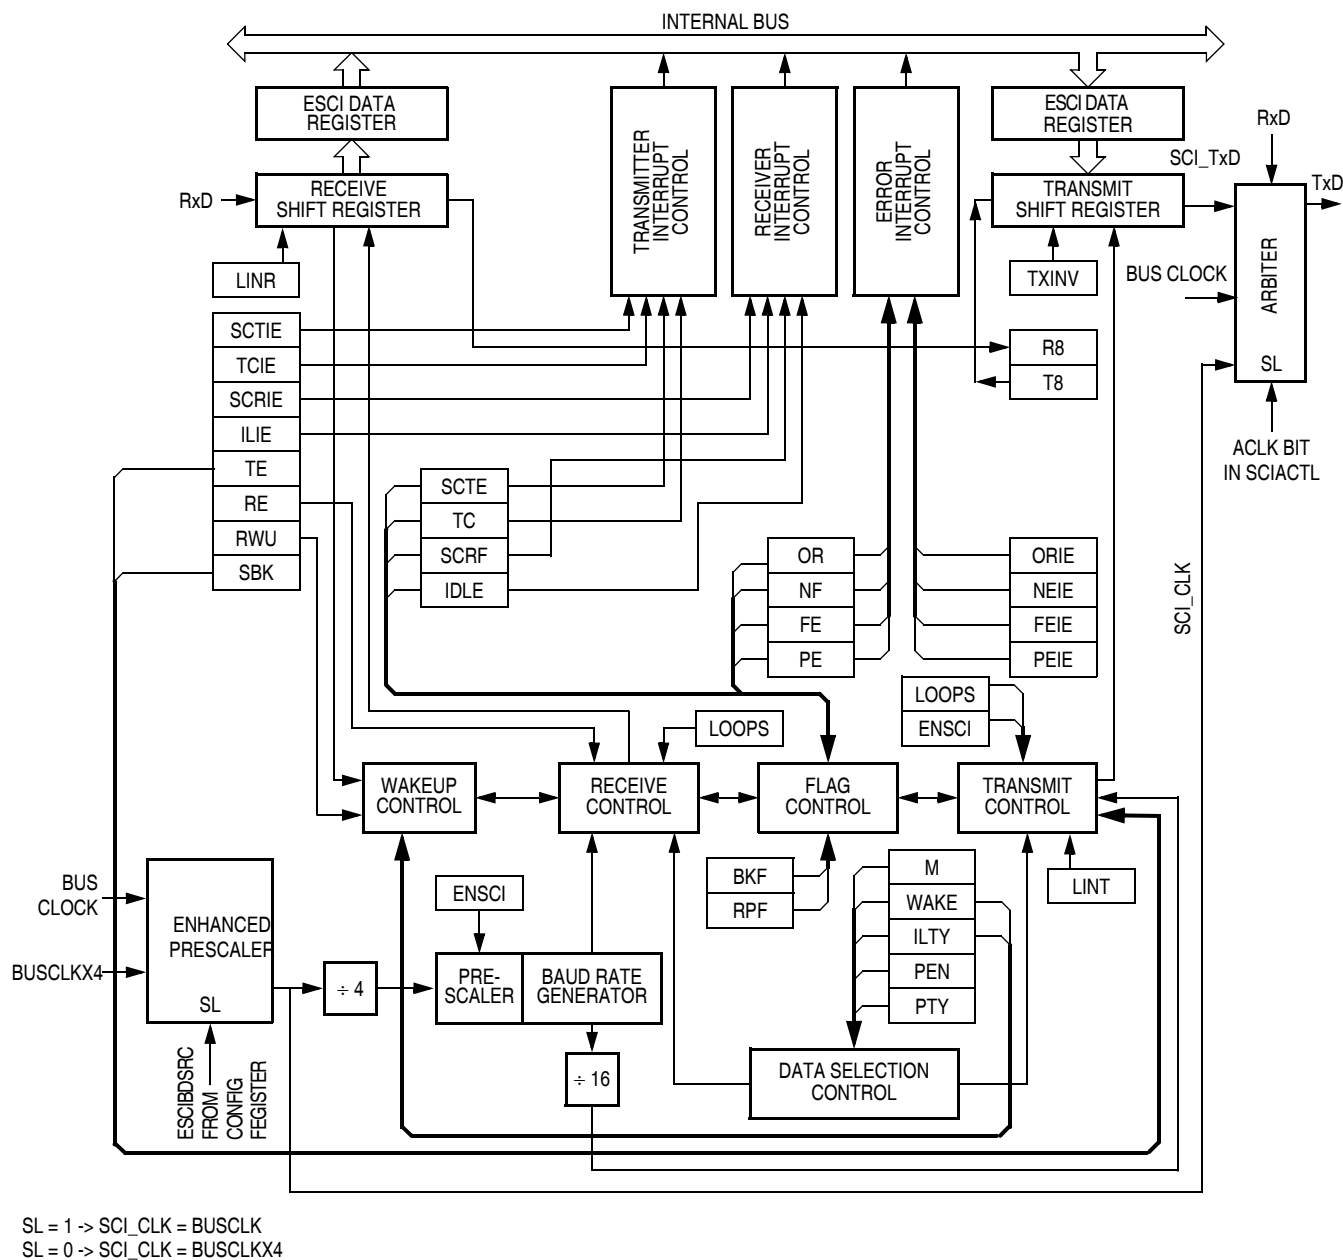 INTERNAL BUS
ESCI DATA
REGISTER
RECEIVE
SHIFT REGISTER
RxD
LINR
TRANSMITTER
INTERRUPT
CONTROL
RECEIVER
INTERRUPT
CONTROL
ERROR
INTERRUPT
CONTROL
ESCI DATA
REGISTER
TRANSMIT
SHIFT REGISTER
TXINV
R8
T8
SCI_TxD
RxD
TxD
BUS CLOCK
ARBITER
SL
ACLK BIT
IN SCIACTL
SCTIE
TCIE
SCRIE
ILIE
TE
RE
RWU
SBK
SCTE
TC
SCRF
IDLE
OR
NF
FE
PE
ORIE
NEIE
FEIE
PEIE
SCI_CLK
LOOPS
LOOPS
ENSCI
WAKEUP
CONTROL
RECEIVE
CONTROL
FLAG
CONTROL
TRANSMIT
CONTROL
BKF
RPF
M
WAKE
ILTY
PEN
PTY
LINT
BUS
CLOCK
BUSCLKX4
ENHANCED
PRESCALER
SL
ESCIBDSRC
FROM
CONFIG
FEGISTER
÷ 4
ENSCI
PRE-
SCALER
BAUD RATE
GENERATOR
÷ 16
DATA SELECTION
CONTROL
SL = 1 -> SCI_CLK = BUSCLK
SL = 0 -> SCI_CLK = BUSCLKX4